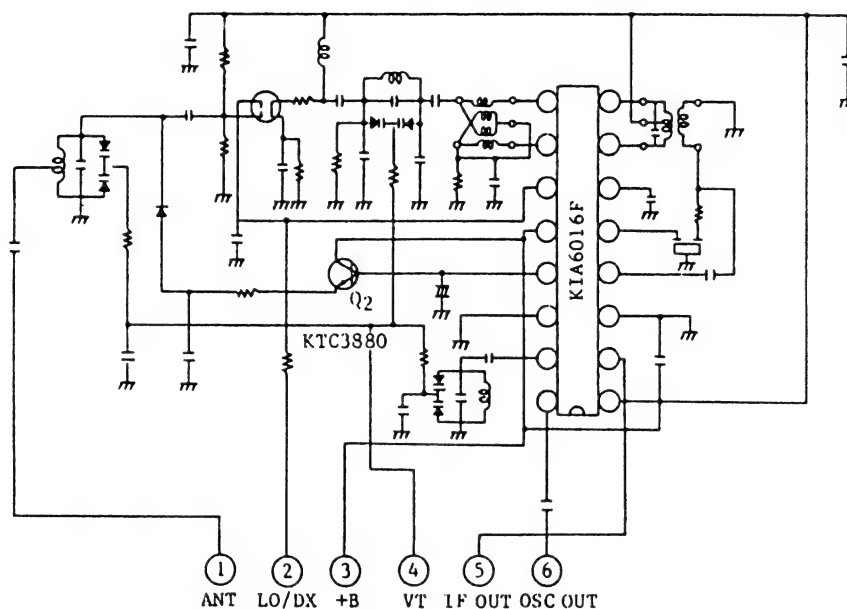 KIA6016F
Q2
KTC3880
1 2 3 4 5 6
ANT LO/DX +B VT IF OUT OSC OUT